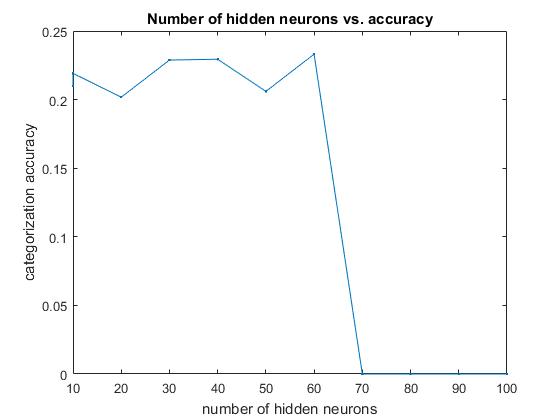 Number of hidden neurons vs. accuracy
0.25
0.2
0.15
0.1
0.05
0
categorization accuracy
10 20 30 40 50 60 70 80 90 100
number of hidden neurons